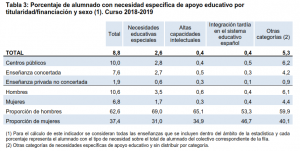 Tabla 3: Porcentaje de alumnado con necesidad específica de apoyo educativo por
titularidad/financiación y sexo (1). Curso 2018-2019
Total Necesidades educativas especiales Altas capacidades intelectuales Integración tardía en el sistema educativo español Otras categorías (2)
TOTAL 8,8 2,6 0,4 0,4 5,3
Centros públicos 10,0 2,8 0,4 0,5 6,2
Enseñanza concertada 7,6 2,7 0,5 0,2 4,2
Enseñanza privada no concertada 1,9 0,6 0,3 0,1 0,9
Hombres 10,6 3,5 0,6 0,4 6,1
Mujeres 6,8 1,7 0,3 0,4 4,4
Proporción de hombres 62,6 69,0 65,1 53,3 59,9
Proporción de mujeres 37,4 31,0 34,9 46,7 40,1
(1) Para el cálculo de este indicador se consideran todas las enseñanzas que se incluyen dentro del ámbito de la estadística y cada
porcentaje representa el alumnado con el tipo de necesidad sobre el total de alumnado del colectivo correspondiente de la fila.
(2) Otras categorías de necesidades específicas de apoyo educativo y sin distribuir por categoría.